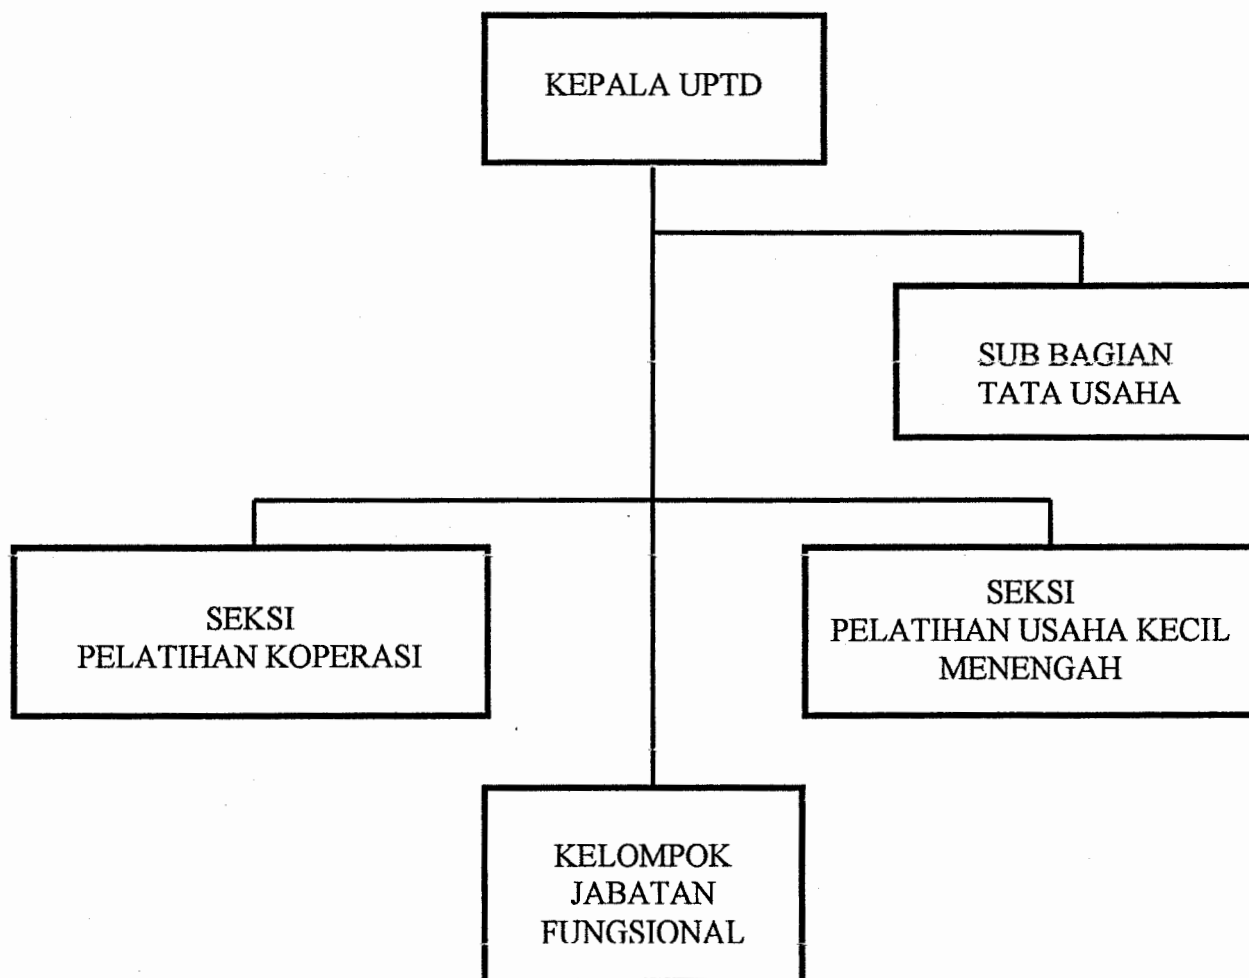 KEPALA UPTD
SUB BAGIAN
TATA USAHA
SEKSI
PELATIHAN KOPERASI
SEKSI
PELATIHAN USAHA KECIL
MENENGAH
KELOMPOK
JABATAN
FUNGSIONAL